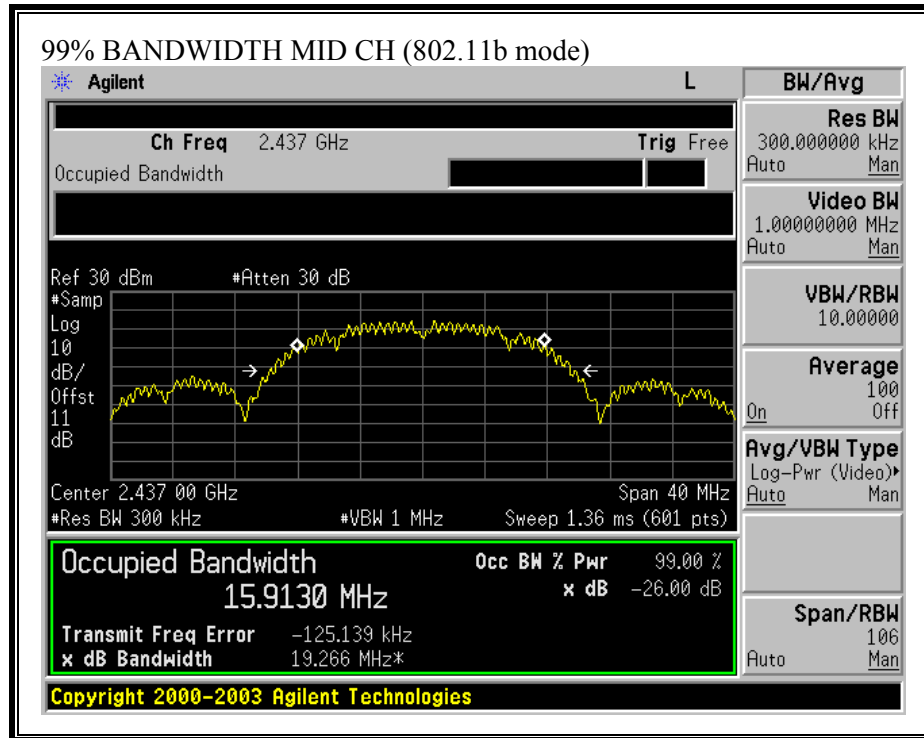 99% BANDWIDTH MID CH (802.11b mode)
Agilent L
Ch Freq 2.437 GHz Trig Free
Occupied Bandwidth
Ref 30 dBm #Atten 30 dB
#Samp
Log
10
dB/
Offst
11
dB
Center 2.437 00 GHz Span 40 MHz
#Res BW 300 kHz #VBW 1 MHz Sweep 1.36 ms (601 pts)
Occupied Bandwidth Occ BW % Pwr 99.00 %
15.9130 MHz x dB -26.00 dB
Transmit Freq Error -125.139 kHz
x dB Bandwidth 19.266 MHz*
Copyright 2000-2003 Agilent Technologies
BW/Avg
Res BW
300.000000 kHz
Auto Man
Video BW
1.00000000 MHz
Auto Man
VBW/RBW
10.00000
Average
100
On Off
Avg/VBW Type
Log-Pwr (Video)▸
Auto Man
Span/RBW
106
Auto Man